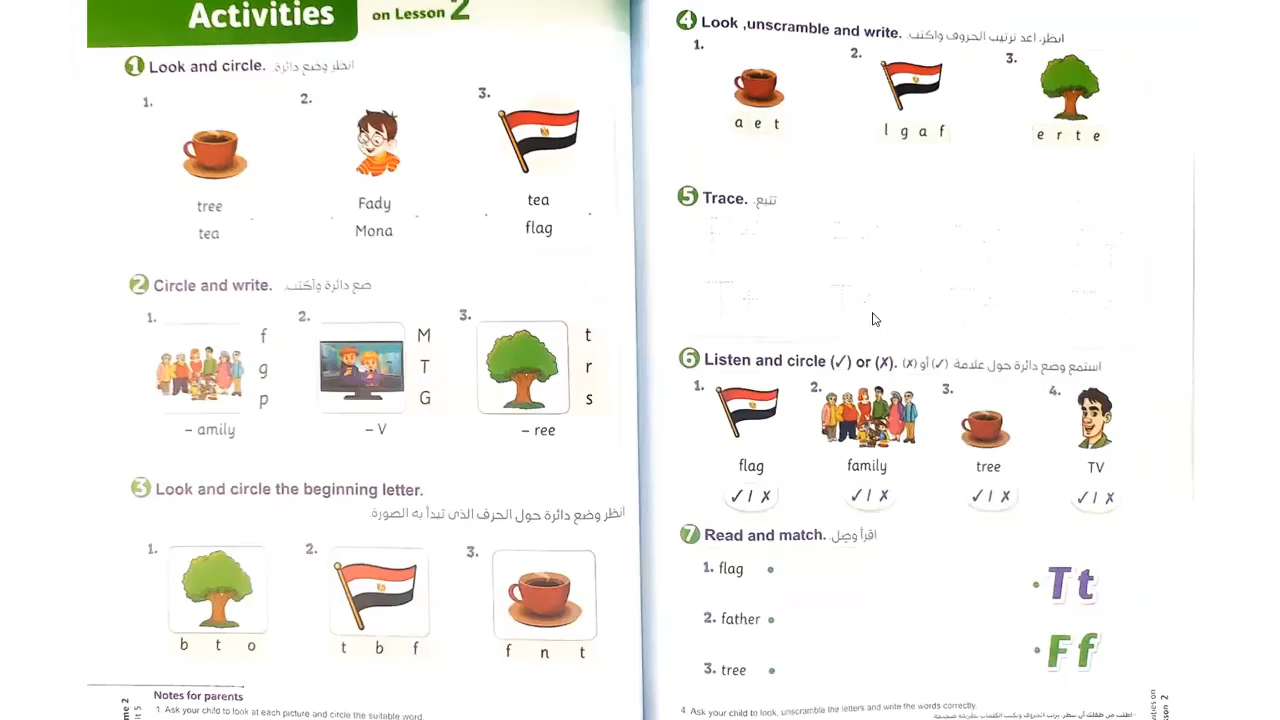 Activities on Lesson 2
1 Look and circle. انظر وضع دائرة.
1. 2. 3.
tree Fady tea
tea Mona flag
2 Circle and write. ضع دائرة وأكتب.
1. 2. 3.
f M t
g T r
p G s
– amily – V – ree
3 Look and circle the beginning letter.
انظر وضع دائرة حول الحرف الذى تبدأ به الصورة.
1. 2. 3.
b t o t b f f n t
Notes for parents
1 Ask your child to look at each picture and circle the suitable word.
4 Look ,unscramble and write. انظر، اعد ترتيب الحروف واكتب.
1. 2. 3.
a e t l g a f e r t e
5 Trace. تتبع.
6 Listen and circle (✓) or (✗). استمع وضع دائرة حول علامة (✓) أو (✗)
1. 2. 3. 4.
flag family tree TV
✓ / ✗ ✓ / ✗ ✓ / ✗ ✓ / ✗
7 Read and match. اقرأ وصِل.
1. flag Tt
2. father Ff
3. tree
4 Ask your child to look, unscramble the letters and write the words correctly.